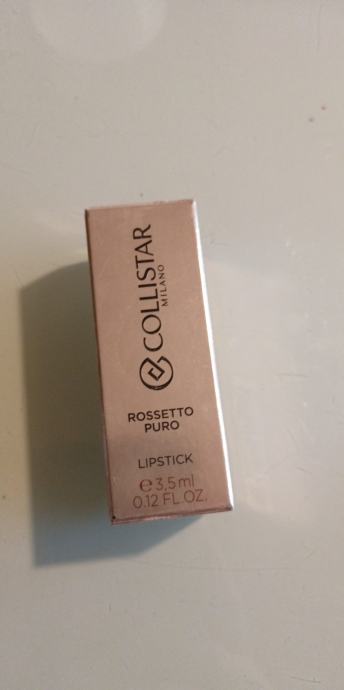 COLLISTAR
MILANO
ROSSETTO
PURO
LIPSTICK
℮ 3,5 ml
0.12 FL.OZ.